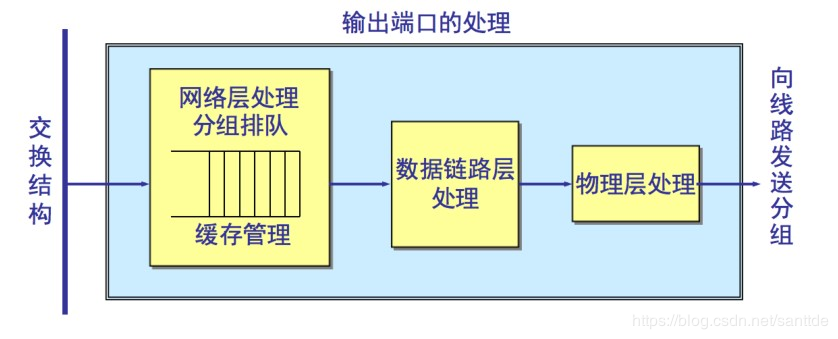 输出端口的处理
交换结构
网络层处理
分组排队
缓存管理
数据链路层
处理
物理层处理
向线路发送分组
https://blog.csdn.net/santtde